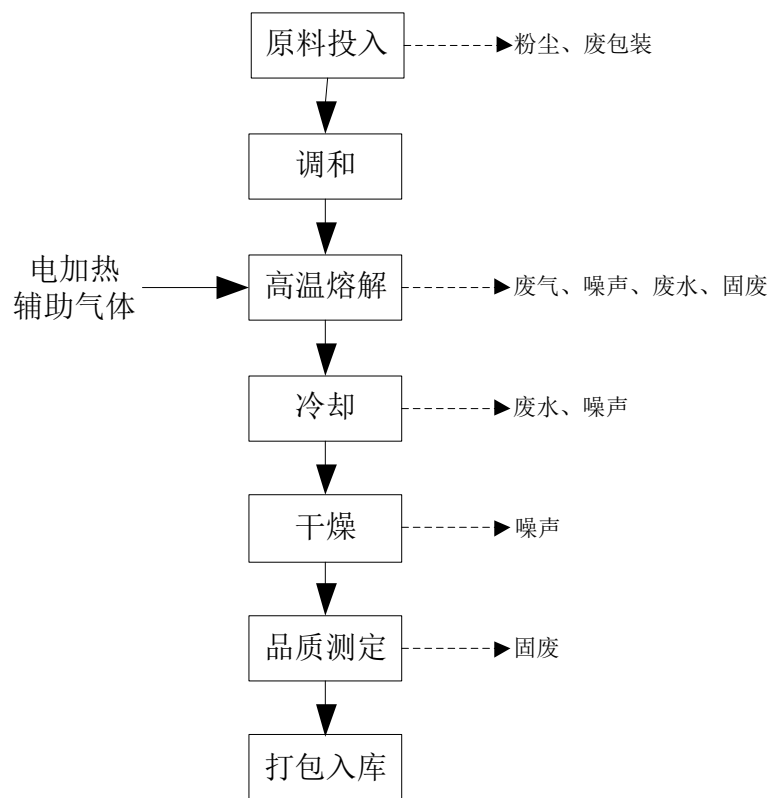 原料投入
粉尘、废包装
调和
电加热
辅助气体
高温熔解
废气、噪声、废水、固废
冷却
废水、噪声
干燥
噪声
品质测定
固废
打包入库